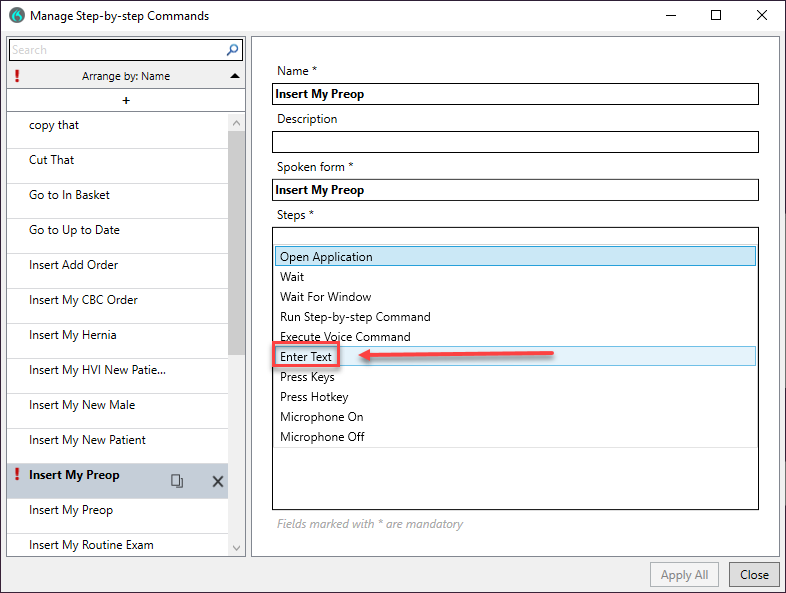 Manage Step-by-step Commands
Search
Arrange by: Name
+
copy that
Cut That
Go to In Basket
Go to Up to Date
Insert Add Order
Insert My CBC Order
Insert My Hernia
Insert My HVI New Patie...
Insert My New Male
Insert My New Patient
Insert My Preop
Insert My Preop
Insert My Routine Exam
Name *
Insert My Preop
Description
Spoken form *
Insert My Preop
Steps *
Open Application
Wait
Wait For Window
Run Step-by-step Command
Execute Voice Command
Enter Text
Press Keys
Press Hotkey
Microphone On
Microphone Off
Fields marked with * are mandatory
Apply All
Close